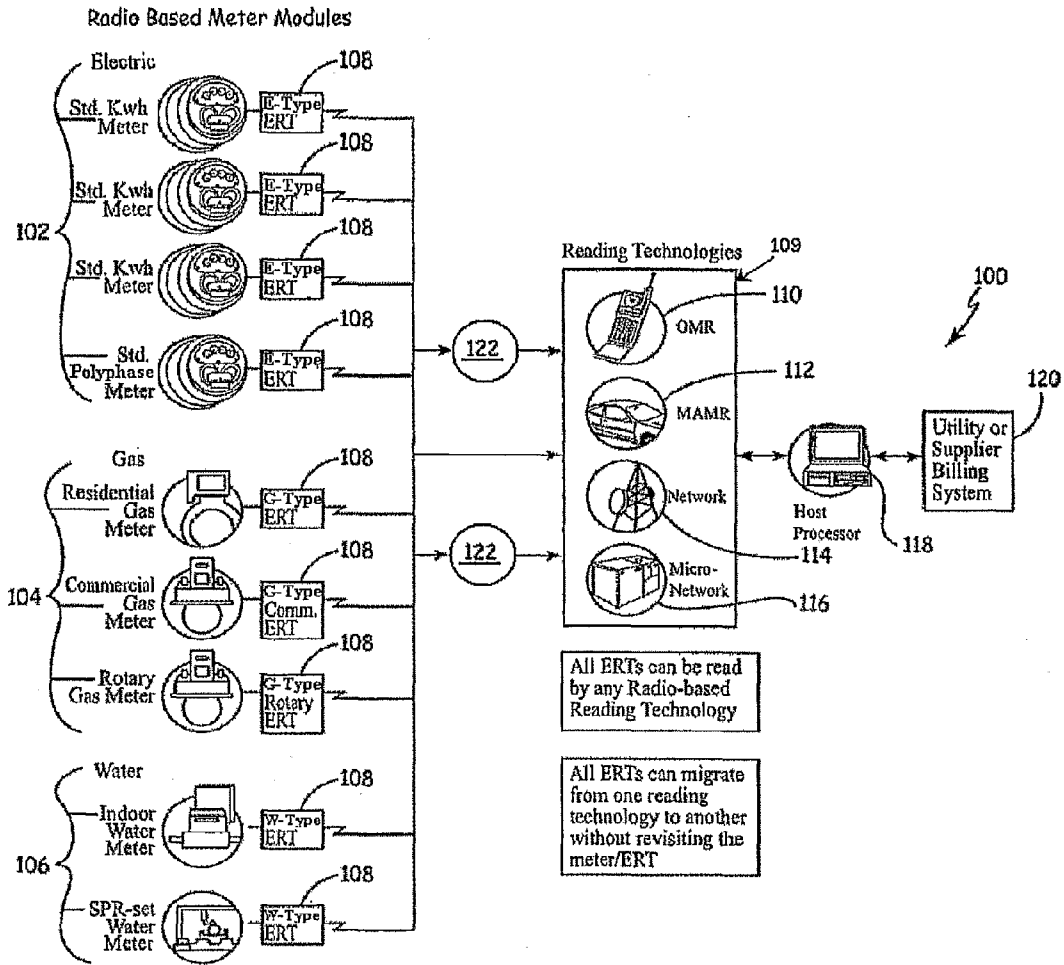 Radio Based Meter Modules
Electric
108
Std. Kwh
Meter
E-Type
ERT
108
Std. Kwh
Meter
E-Type
ERT
102
108
Std. Kwh
Meter
E-Type
ERT
108
Std.
Polyphase
Meter
E-Type
ERT
Gas
108
Residential
Gas
Meter
G-Type
ERT
104
108
Commercial
Gas
Meter
G-Type
Comm.
ERT
108
Rotary
Gas Meter
G-Type
Rotary
ERT
Water
108
Indoor
Water
Meter
W-Type
ERT
106
108
SPR-set
Water
Meter
W-Type
ERT
122
122
Reading Technologies
109
110
OMR
112
MAMR
Network
114
Micro-
Network
116
100
Host
Processor
118
120
Utility or
Supplier
Billing
System
All ERTs can be read
by any Radio-based
Reading Technology
All ERTs can migrate
from one reading
technology to another
without revisiting the
meter/ERT